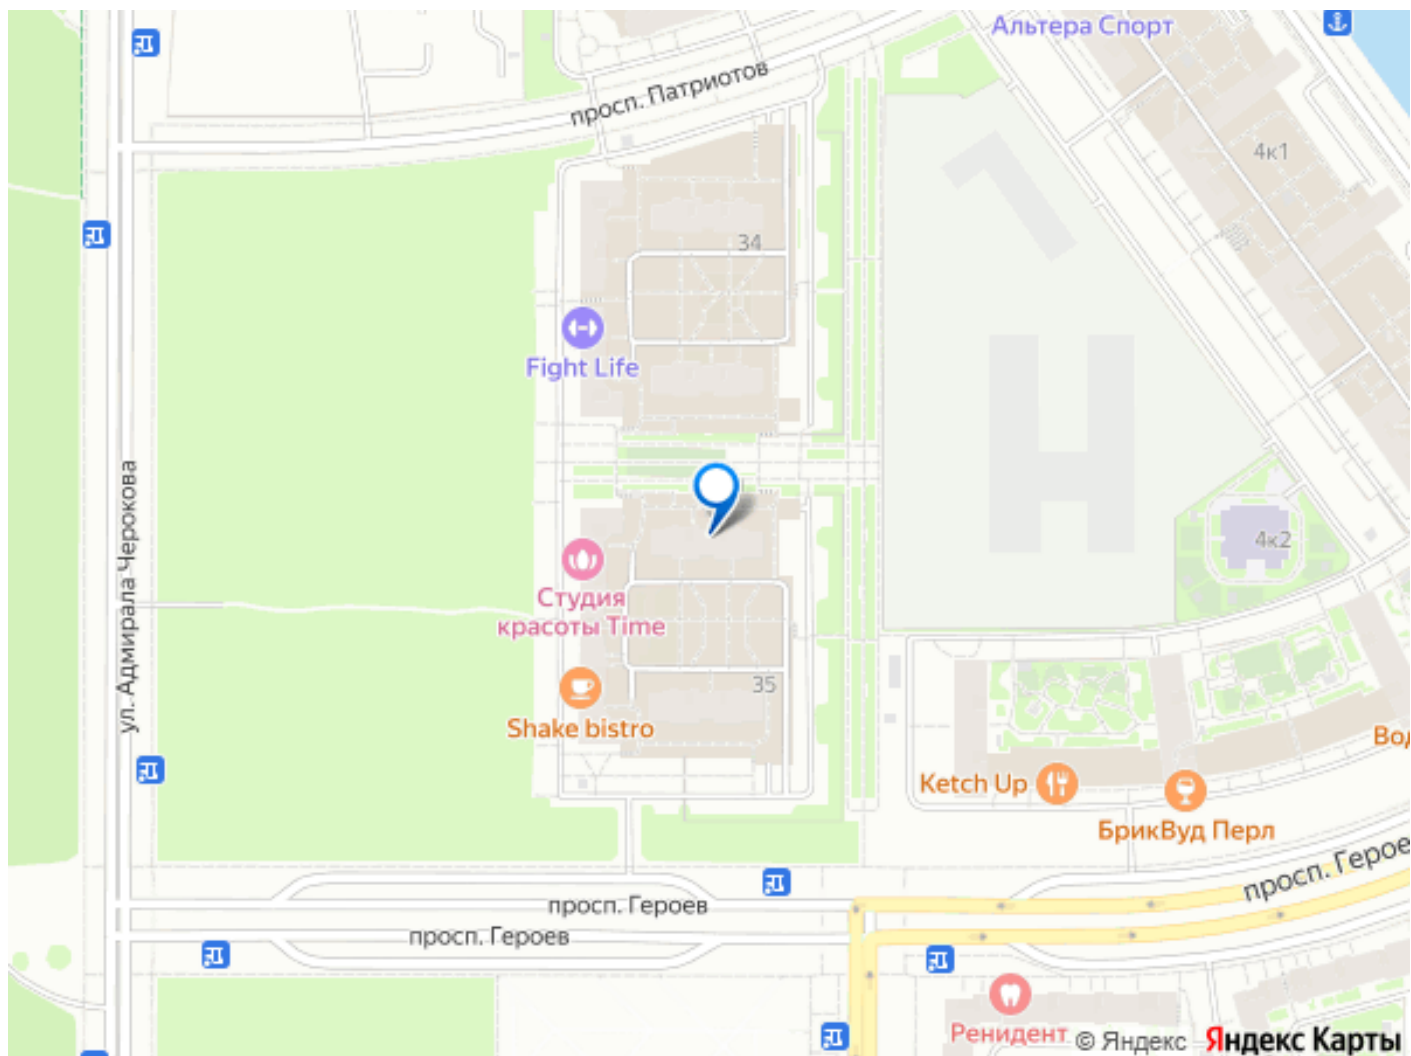 Альтера Спорт
просп. Патриотов
4к1
34
Fight Life
ул. Адмирала Черокова
4к2
Студия
красоты Time
35
Shake bistro
Вод
Ketch Up
БрикВуд Перл
просп. Герое
просп. Героев
просп. Героев
Ренидент
© Яндекс Яндекс Карты